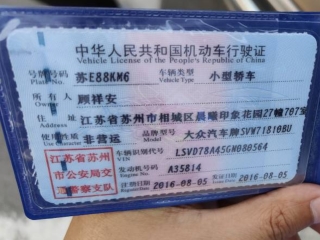 中华人民共和国机动车行驶证
Vehicle License of the People's Republic of China
号牌号码 苏E88KM6 车辆类型 小型轿车
Plate No. Vehicle Type
所有人 顾祥安
Owner
住址 江苏省苏州市相城区晨曦印象花园27幢707室
Address
使用性质 非营运 品牌型号 大众汽车牌SVW71810BU
Model
江苏省苏州市公安局交通警察支队
车辆识别代号 LSVD78A45GN080564
VIN
发动机号码 A35814
Engine No.
注册日期 2016-08-05 发证日期 2016-08-05
Register Date Issue Date